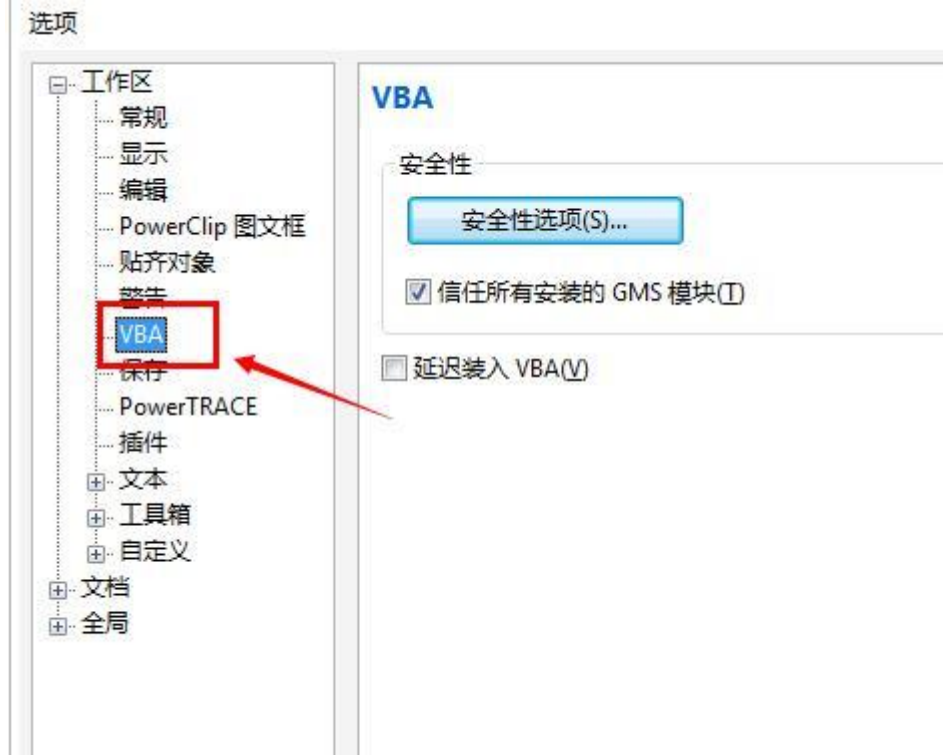 选项
工作区
常规
显示
编辑
PowerClip 图文框
贴齐对象
警告
VBA
保存
PowerTRACE
插件
文本
工具箱
自定义
文档
全局
VBA
安全性
安全性选项(S)...
信任所有安装的 GMS 模块(T)
延迟装入 VBA(V)